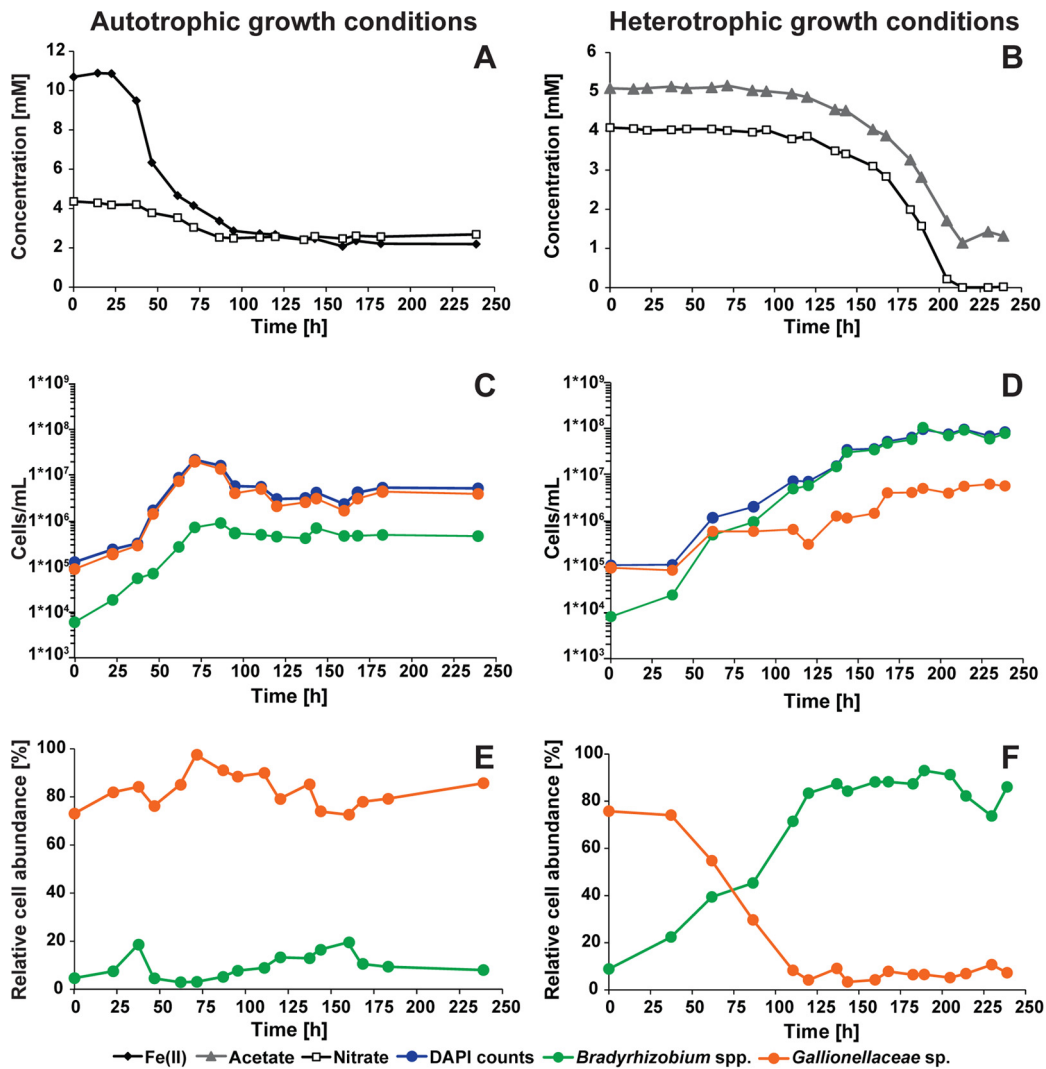 Autotrophic growth conditions
Heterotrophic growth conditions
A
Concentration [mM]
12
10
8
6
4
2
0
0 25 50 75 100 125 150 175 200 225 250
Time [h]
B
Concentration [mM]
6
5
4
3
2
1
0
0 25 50 75 100 125 150 175 200 225 250
Time [h]
C
Cells/mL
1*10⁹
1*10⁸
1*10⁷
1*10⁶
1*10⁵
1*10⁴
1*10³
0 25 50 75 100 125 150 175 200 225 250
Time [h]
D
Cells/mL
1*10⁹
1*10⁸
1*10⁷
1*10⁶
1*10⁵
1*10⁴
1*10³
0 25 50 75 100 125 150 175 200 225 250
Time [h]
E
Relative cell abundance [%]
100
80
60
40
20
0
0 25 50 75 100 125 150 175 200 225 250
Time [h]
F
Relative cell abundance [%]
100
80
60
40
20
0
0 25 50 75 100 125 150 175 200 225 250
Time [h]
Fe(II) Acetate Nitrate DAPI counts Bradyrhizobium spp. Gallionellaceae sp.